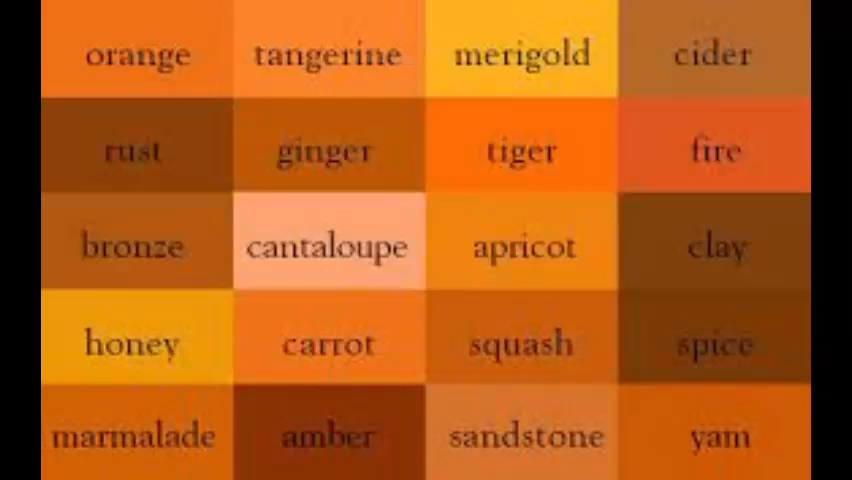 orange tangerine merigold cider
rust ginger tiger fire
bronze cantaloupe apricot clay
honey carrot squash spice
marmalade amber sandstone yam